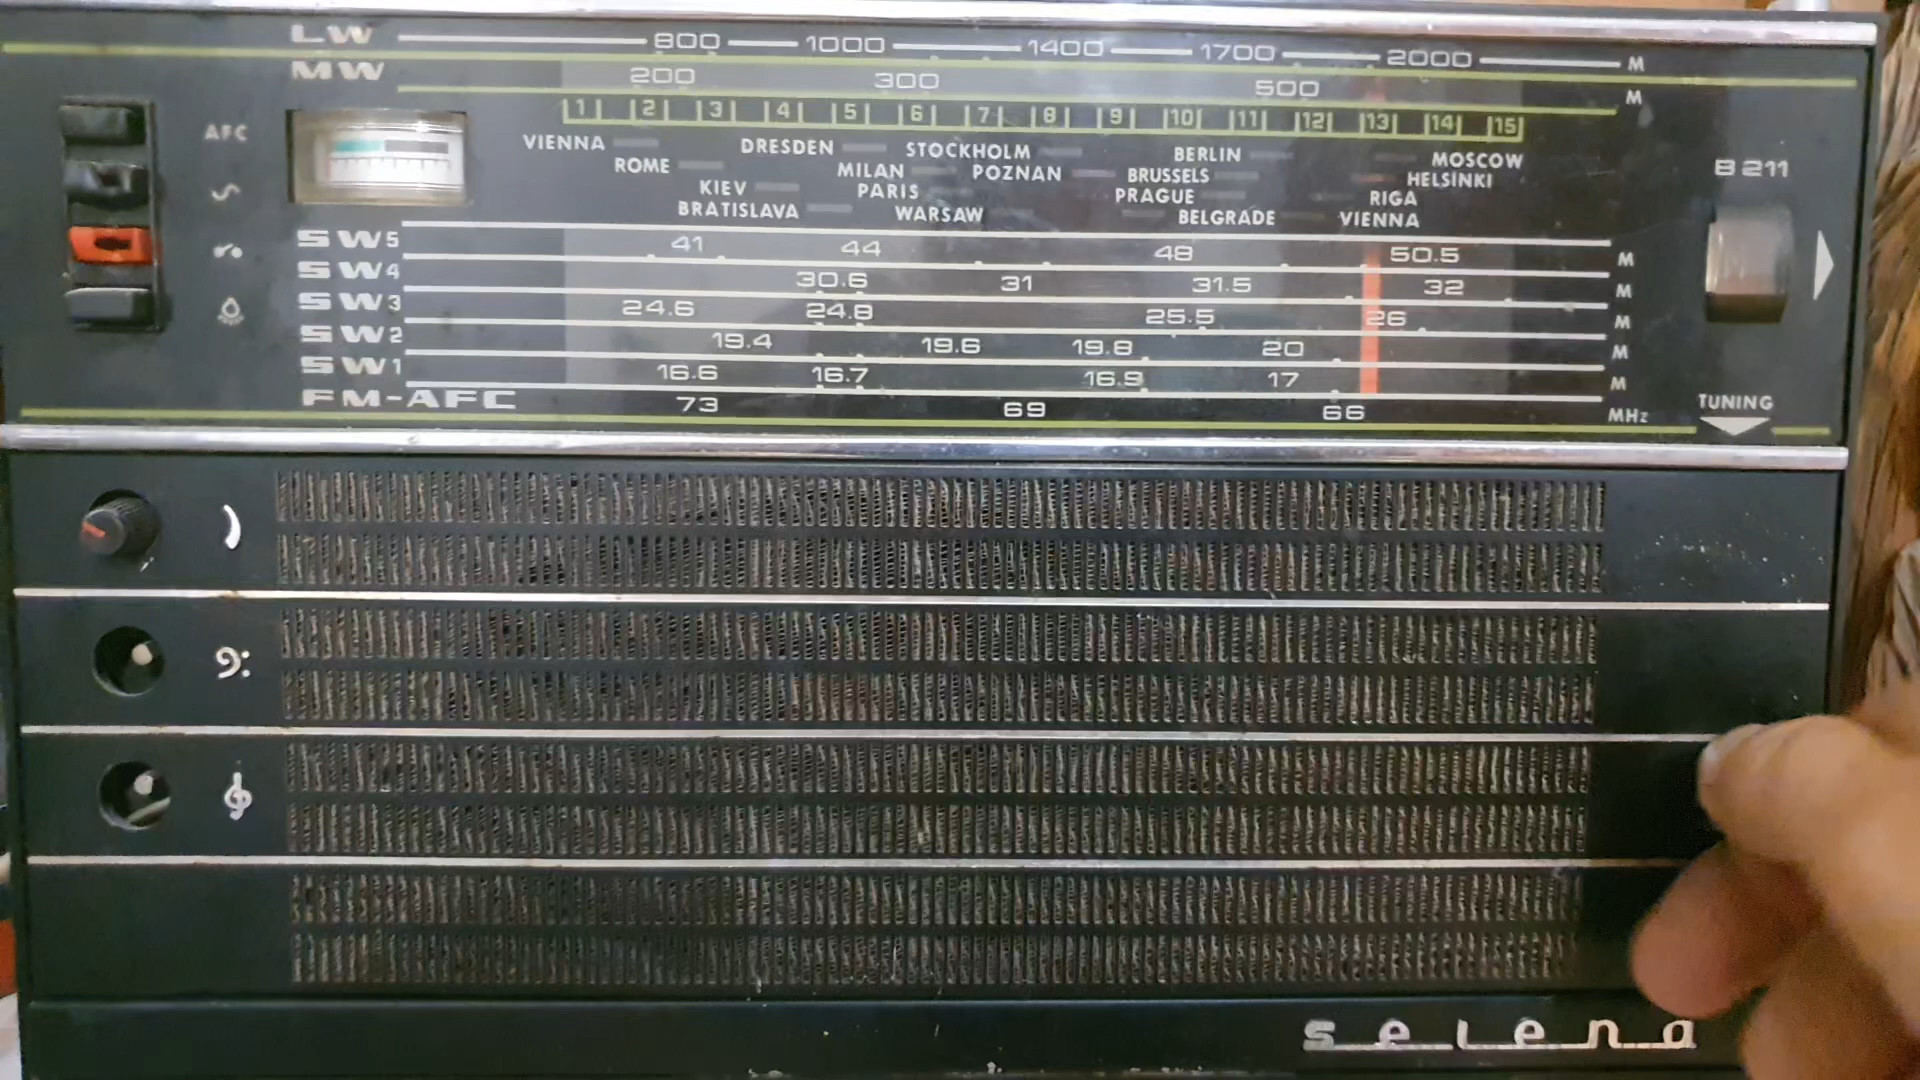 LW 800 1000 1400 1700 2000 M
MW 200 300 500 M
1 2 3 4 5 6 7 8 9 10 11 12 13 14 15
AFC
VIENNA DRESDEN STOCKHOLM BERLIN MOSCOW
ROME MILAN POZNAN BRUSSELS HELSINKI
KIEV PARIS PRAGUE RIGA
BRATISLAVA WARSAW BELGRADE VIENNA
B 211
SW5 41 44 48 50.5 M
SW4 30.6 31 31.5 32 M
SW3 24.6 24.8 25.5 26 M
SW2 19.4 19.6 19.8 20 M
SW1 16.6 16.7 16.9 17 M
FM-AFC 73 69 66 MHz
TUNING
selena